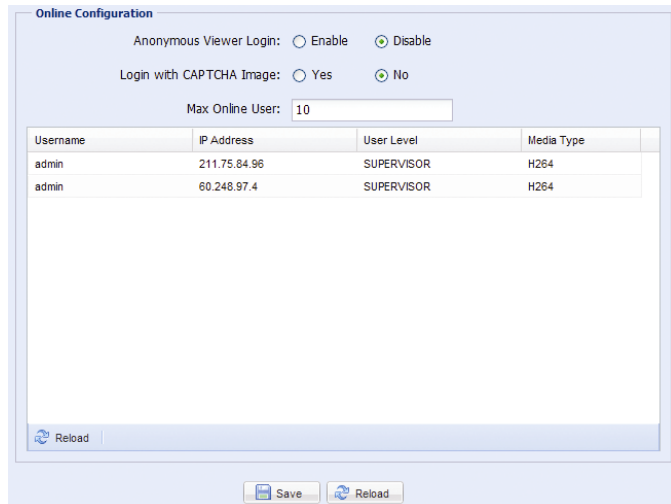 Online Configuration
Anonymous Viewer Login: Enable Disable
Login with CAPTCHA Image: Yes No
Max Online User: 10
Username IP Address User Level Media Type
admin 211.75.84.96 SUPERVISOR H264
admin 60.248.97.4 SUPERVISOR H264
Reload
Save Reload